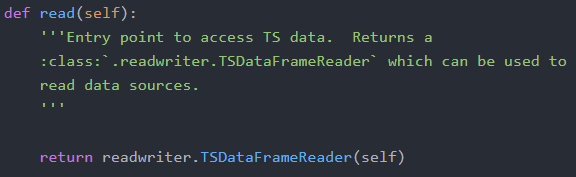 def read(self):
    '''Entry point to access TS data.  Returns a
    :class:`.readwriter.TSDataFrameReader` which can be used to
    read data sources.
    '''
    return readwriter.TSDataFrameReader(self)